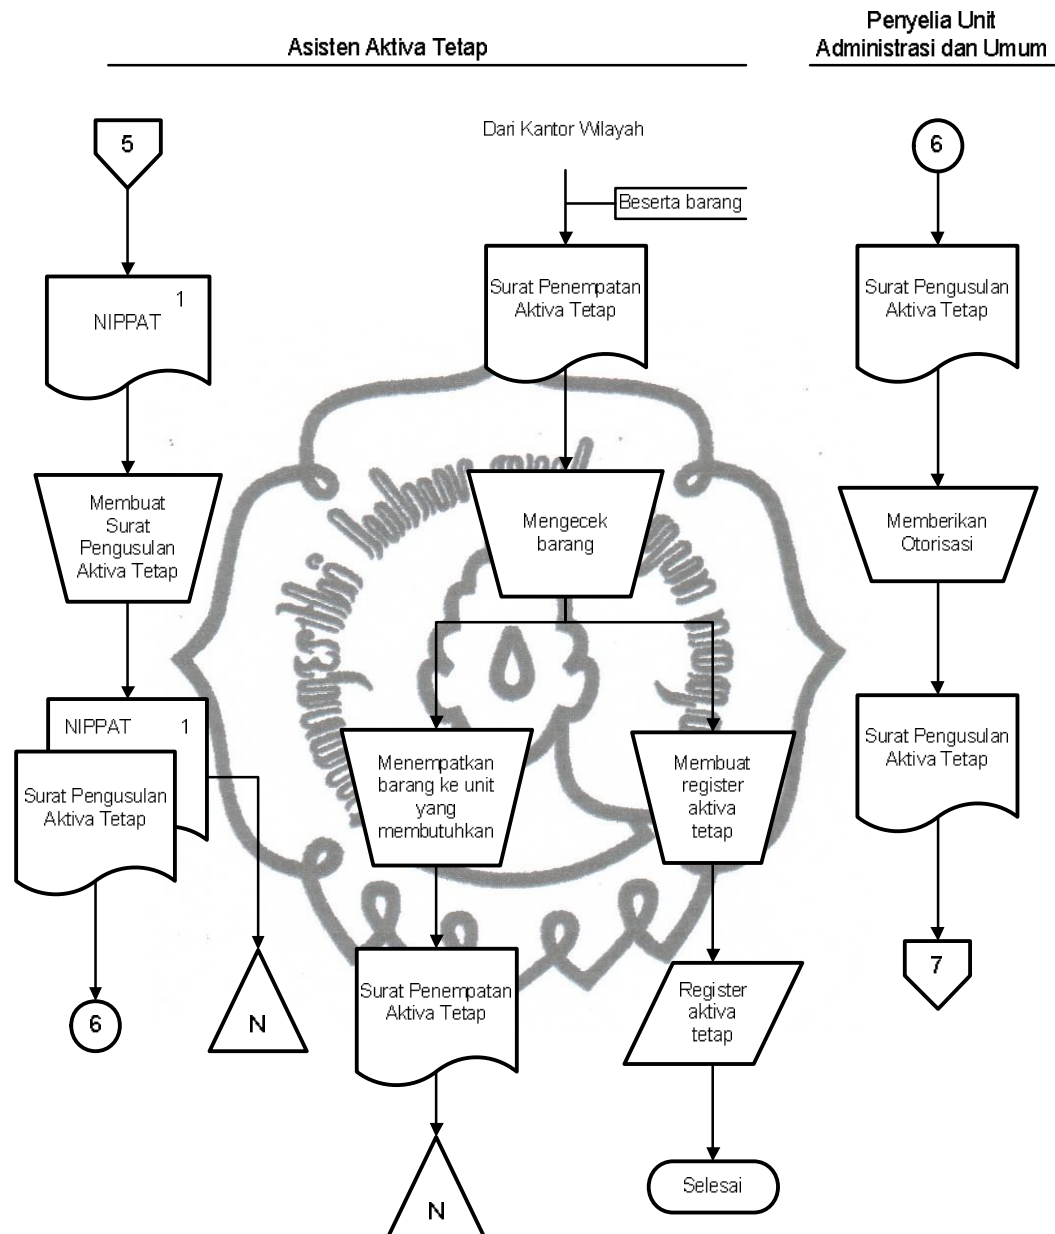 Asisten Aktiva Tetap
Penyelia Unit
Administrasi dan Umum
5
NIPPAT
1
Membuat
Surat
Pengusulan
Aktiva Tetap
NIPPAT 1
Surat Pengusulan
Aktiva Tetap
6
N
Dari Kantor Wilayah
Beserta barang
Surat Penempatan
Aktiva Tetap
Mengecek
barang
Menempatkan
barang ke unit
yang
membutuhkan
Surat Penempatan
Aktiva Tetap
N
Membuat
register
aktiva
tetap
Register
aktiva
tetap
Selesai
6
Surat Pengusulan
Aktiva Tetap
Memberikan
Otorisasi
Surat Pengusulan
Aktiva Tetap
7